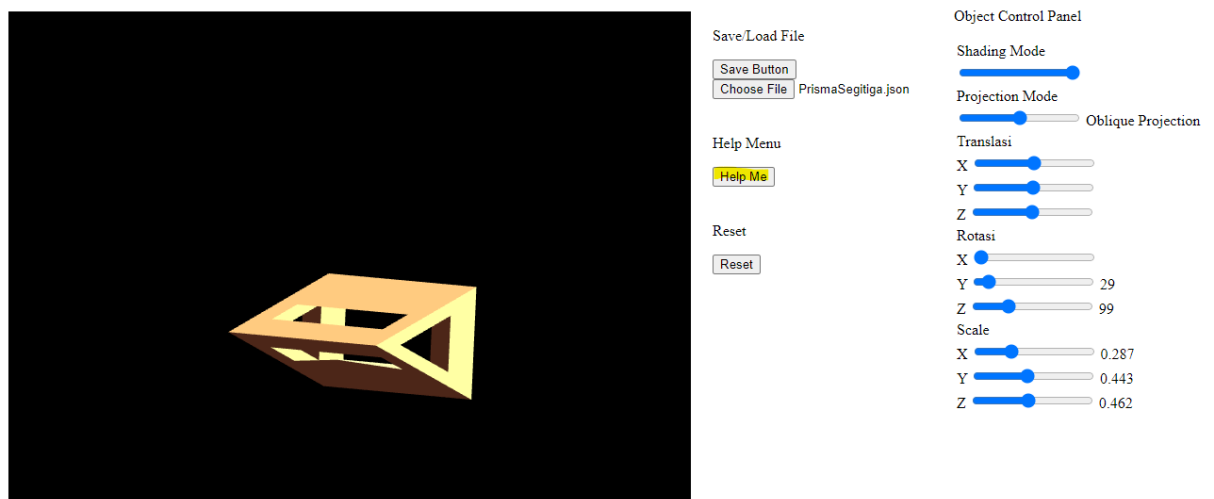 Save/Load File
Save Button
Choose File PrismaSegitiga.json
Help Menu
Help Me
Reset
Reset
Object Control Panel
Shading Mode
Projection Mode
Oblique Projection
Translasi
X
Y
Z
Rotasi
X
Y 29
Z 99
Scale
X 0.287
Y 0.443
Z 0.462